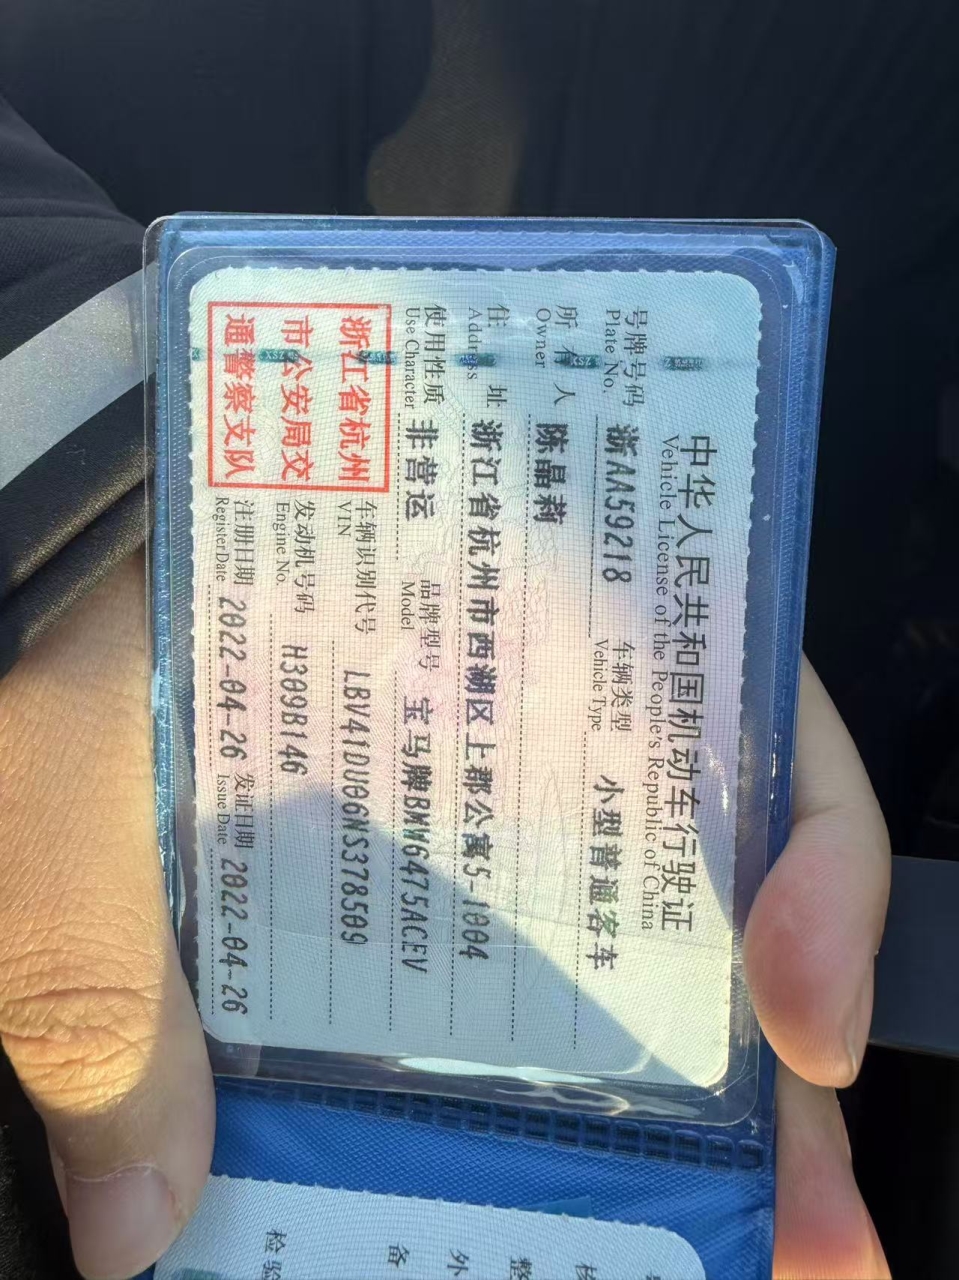 中华人民共和国机动车行驶证
Vehicle License of the People's Republic of China
号牌号码 浙AA59218 车辆类型 小型普通客车
Plate No. Vehicle Type
所有人 陈晶莉
Owner
住址 浙江省杭州市西湖区上郡公寓5-1004
Address
使用性质 非营运 品牌型号 宝马牌BMW6475ACEV
Use Character Model
浙江省杭州
市公安局交
通警察支队
车辆识别代号 LBV41DU06NS378509
VIN
发动机号码 H309B146
Engine No.
注册日期 2022-04-26 发证日期 2022-04-26
Register Date Issue Date
整
外
备
检验